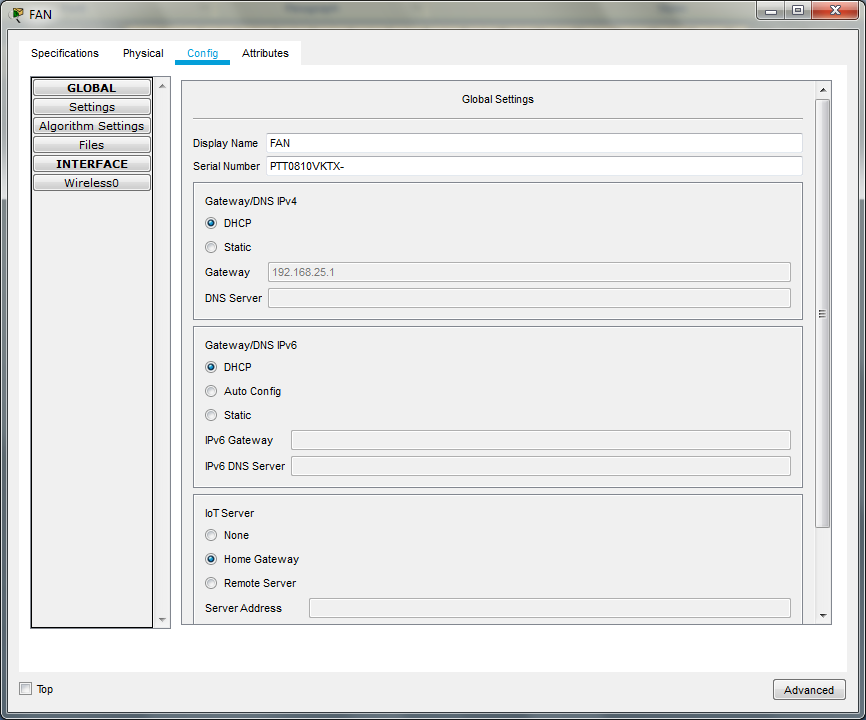 FAN
Specifications Physical Config Attributes
GLOBAL
Settings
Algorithm Settings
Files
INTERFACE
Wireless0
Global Settings
Display Name FAN
Serial Number PTT0810VKTX-
Gateway/DNS IPv4
DHCP
Static
Gateway 192.168.25.1
DNS Server
Gateway/DNS IPv6
DHCP
Auto Config
Static
IPv6 Gateway
IPv6 DNS Server
IoT Server
None
Home Gateway
Remote Server
Server Address
Top
Advanced